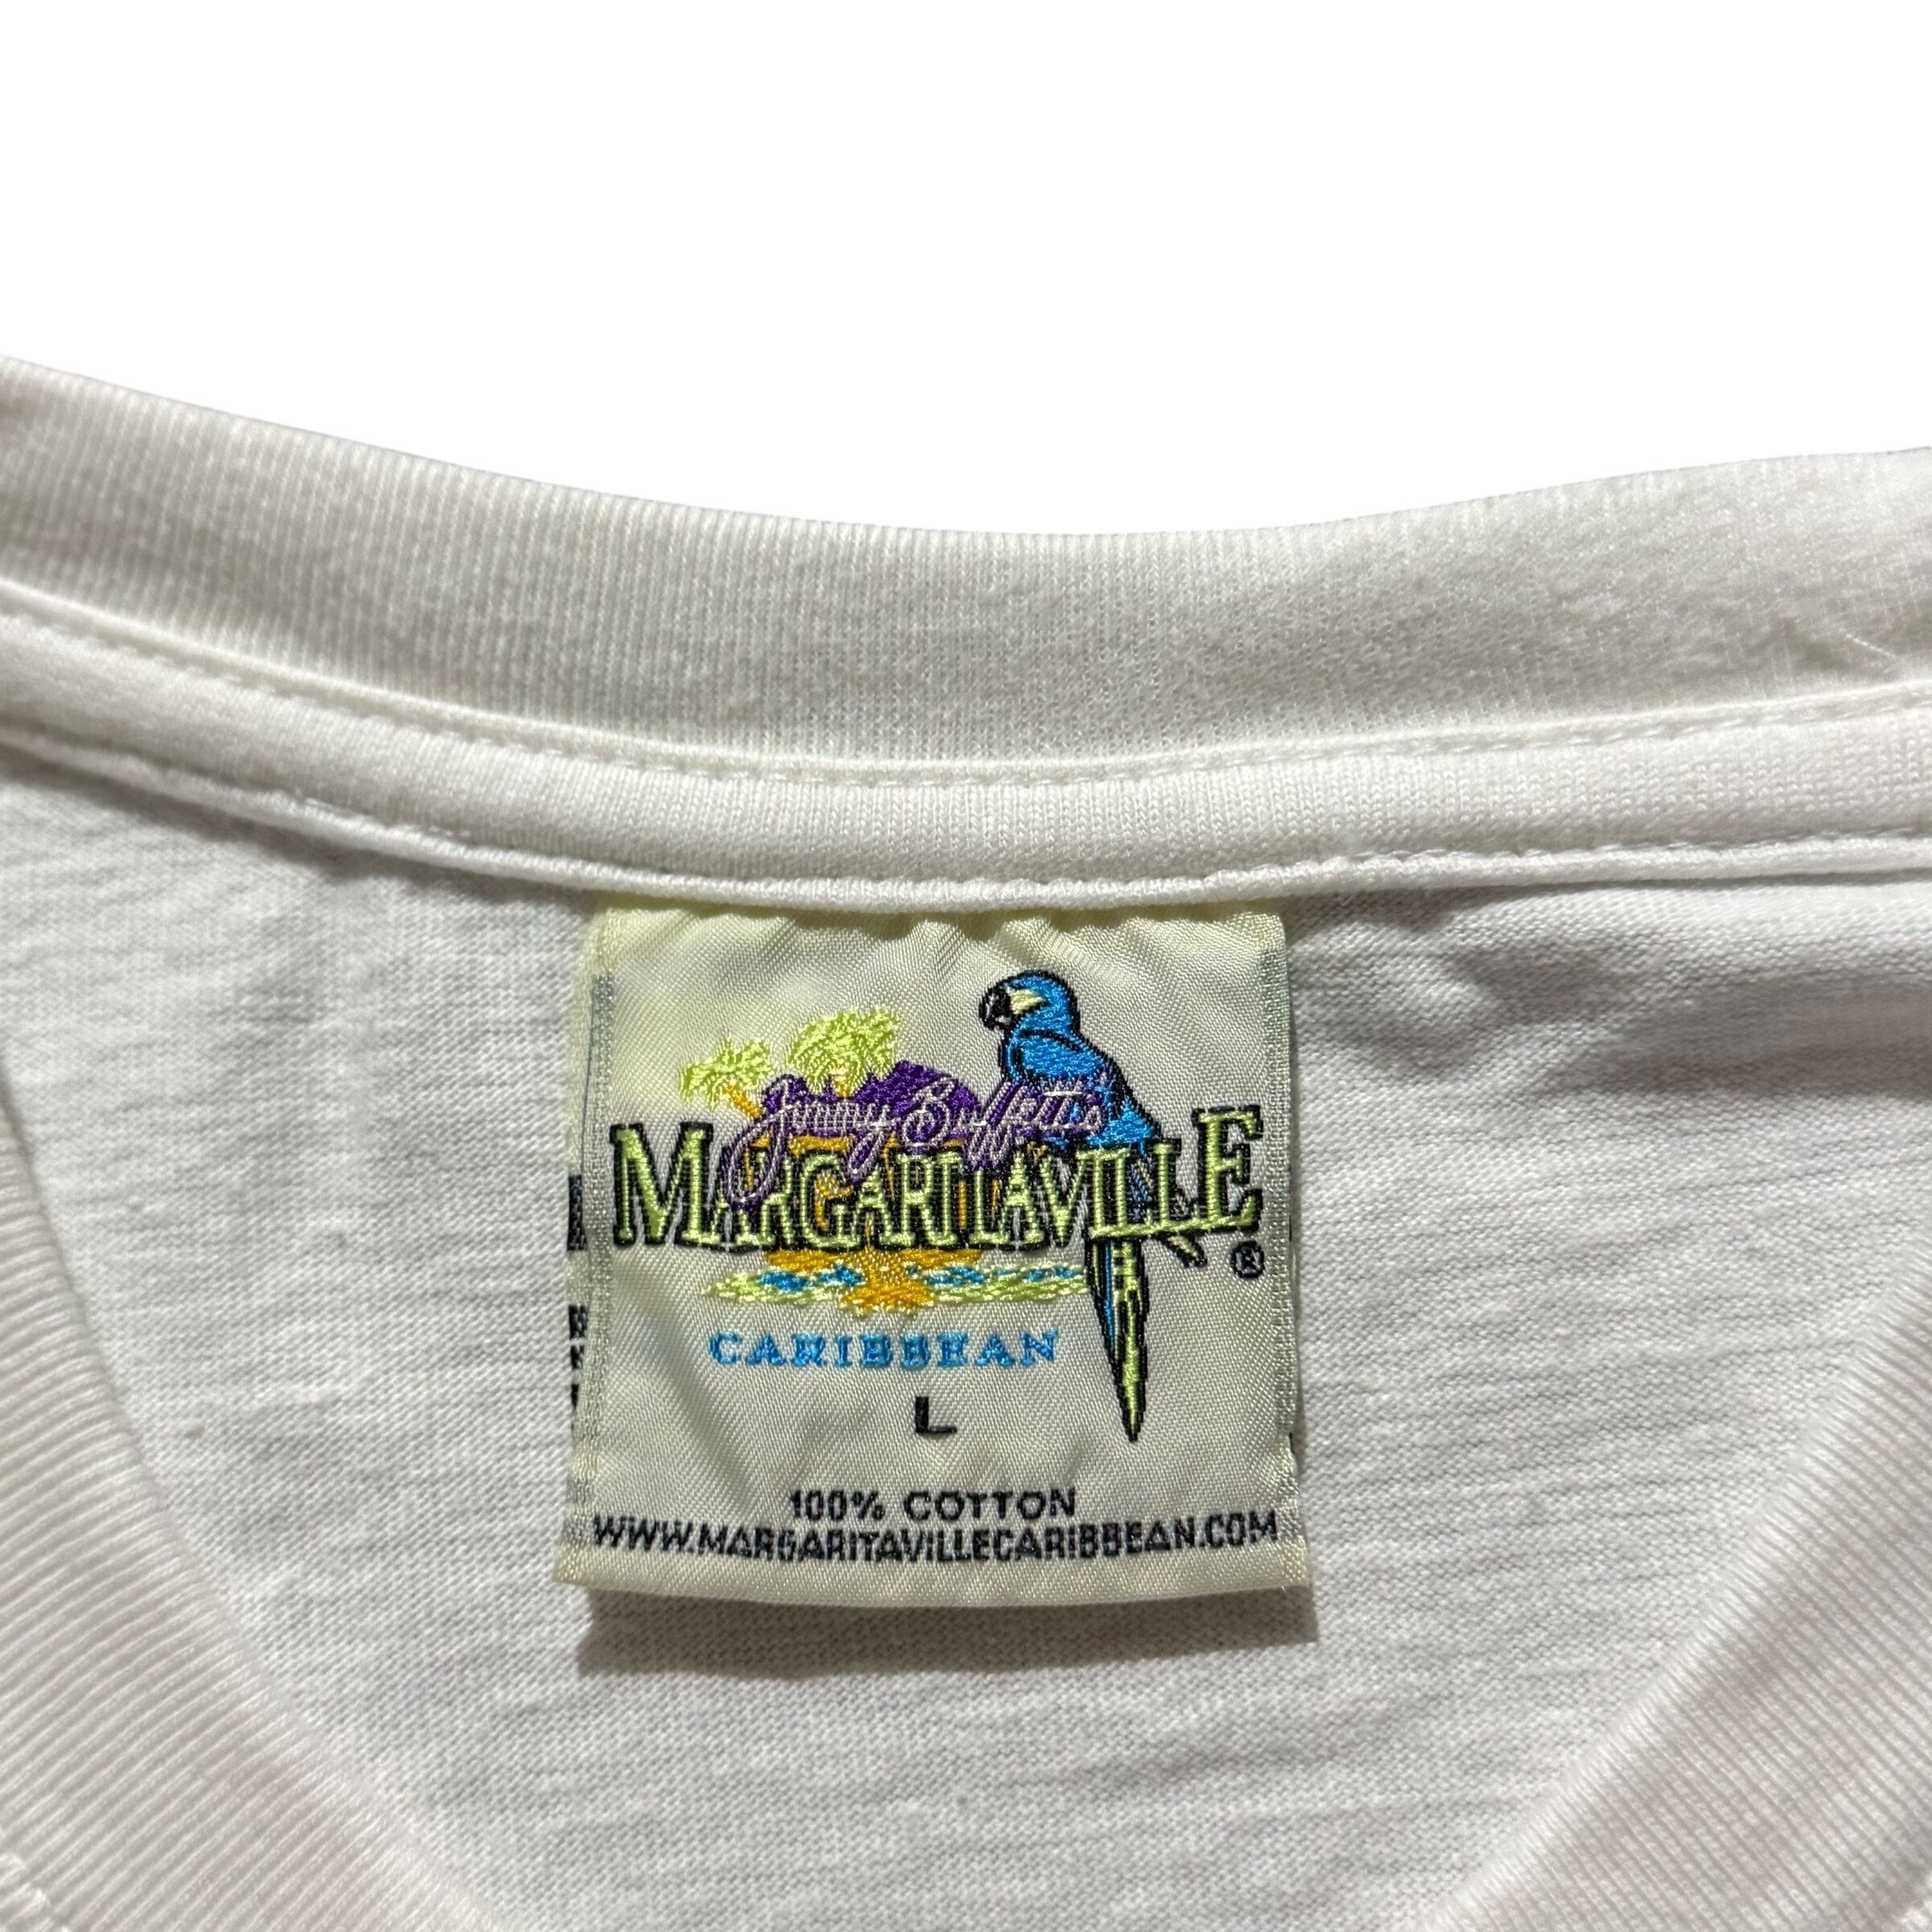 Jimmy Buffett's
MARGARITAVILLE
®
CARIBBEAN
L
100% COTTON
WWW.MARGARITAVILLECARIBBEAN.COM